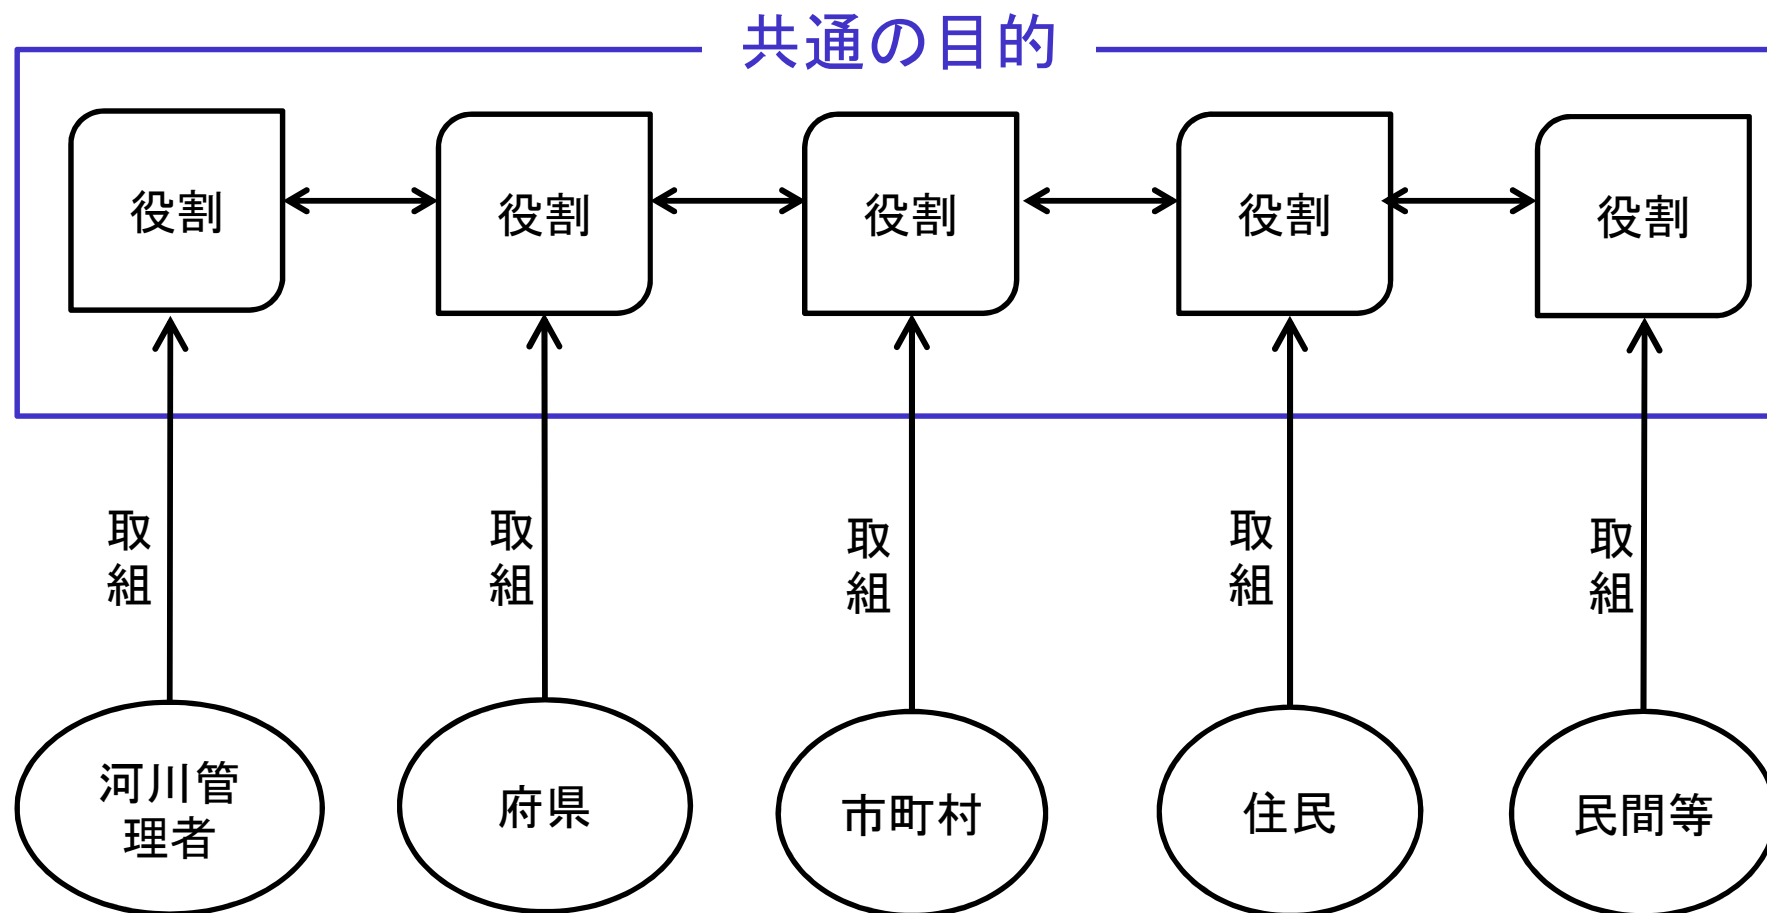 共通の目的
役割
役割
役割
役割
役割
取
組
取
組
取
組
取
組
取
組
河川管
理者
府県
市町村
住民
民間等